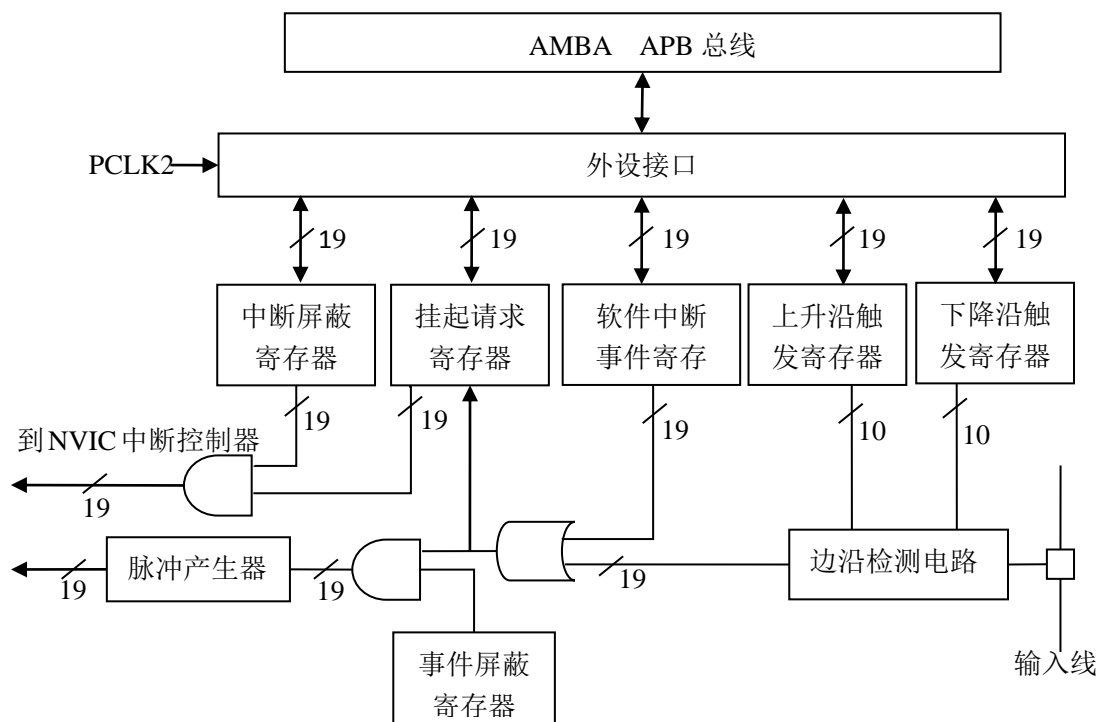 AMBA APB 总线
PCLK2
外设接口
19
19
19
19
19
中断屏蔽
寄存器
挂起请求
寄存器
软件中断
事件寄存
上升沿触
发寄存器
下降沿触
发寄存器
19
19
19
10
10
到NVIC中断控制器
19
19
脉冲产生器
19
19
边沿检测电路
事件屏蔽
寄存器
输入线